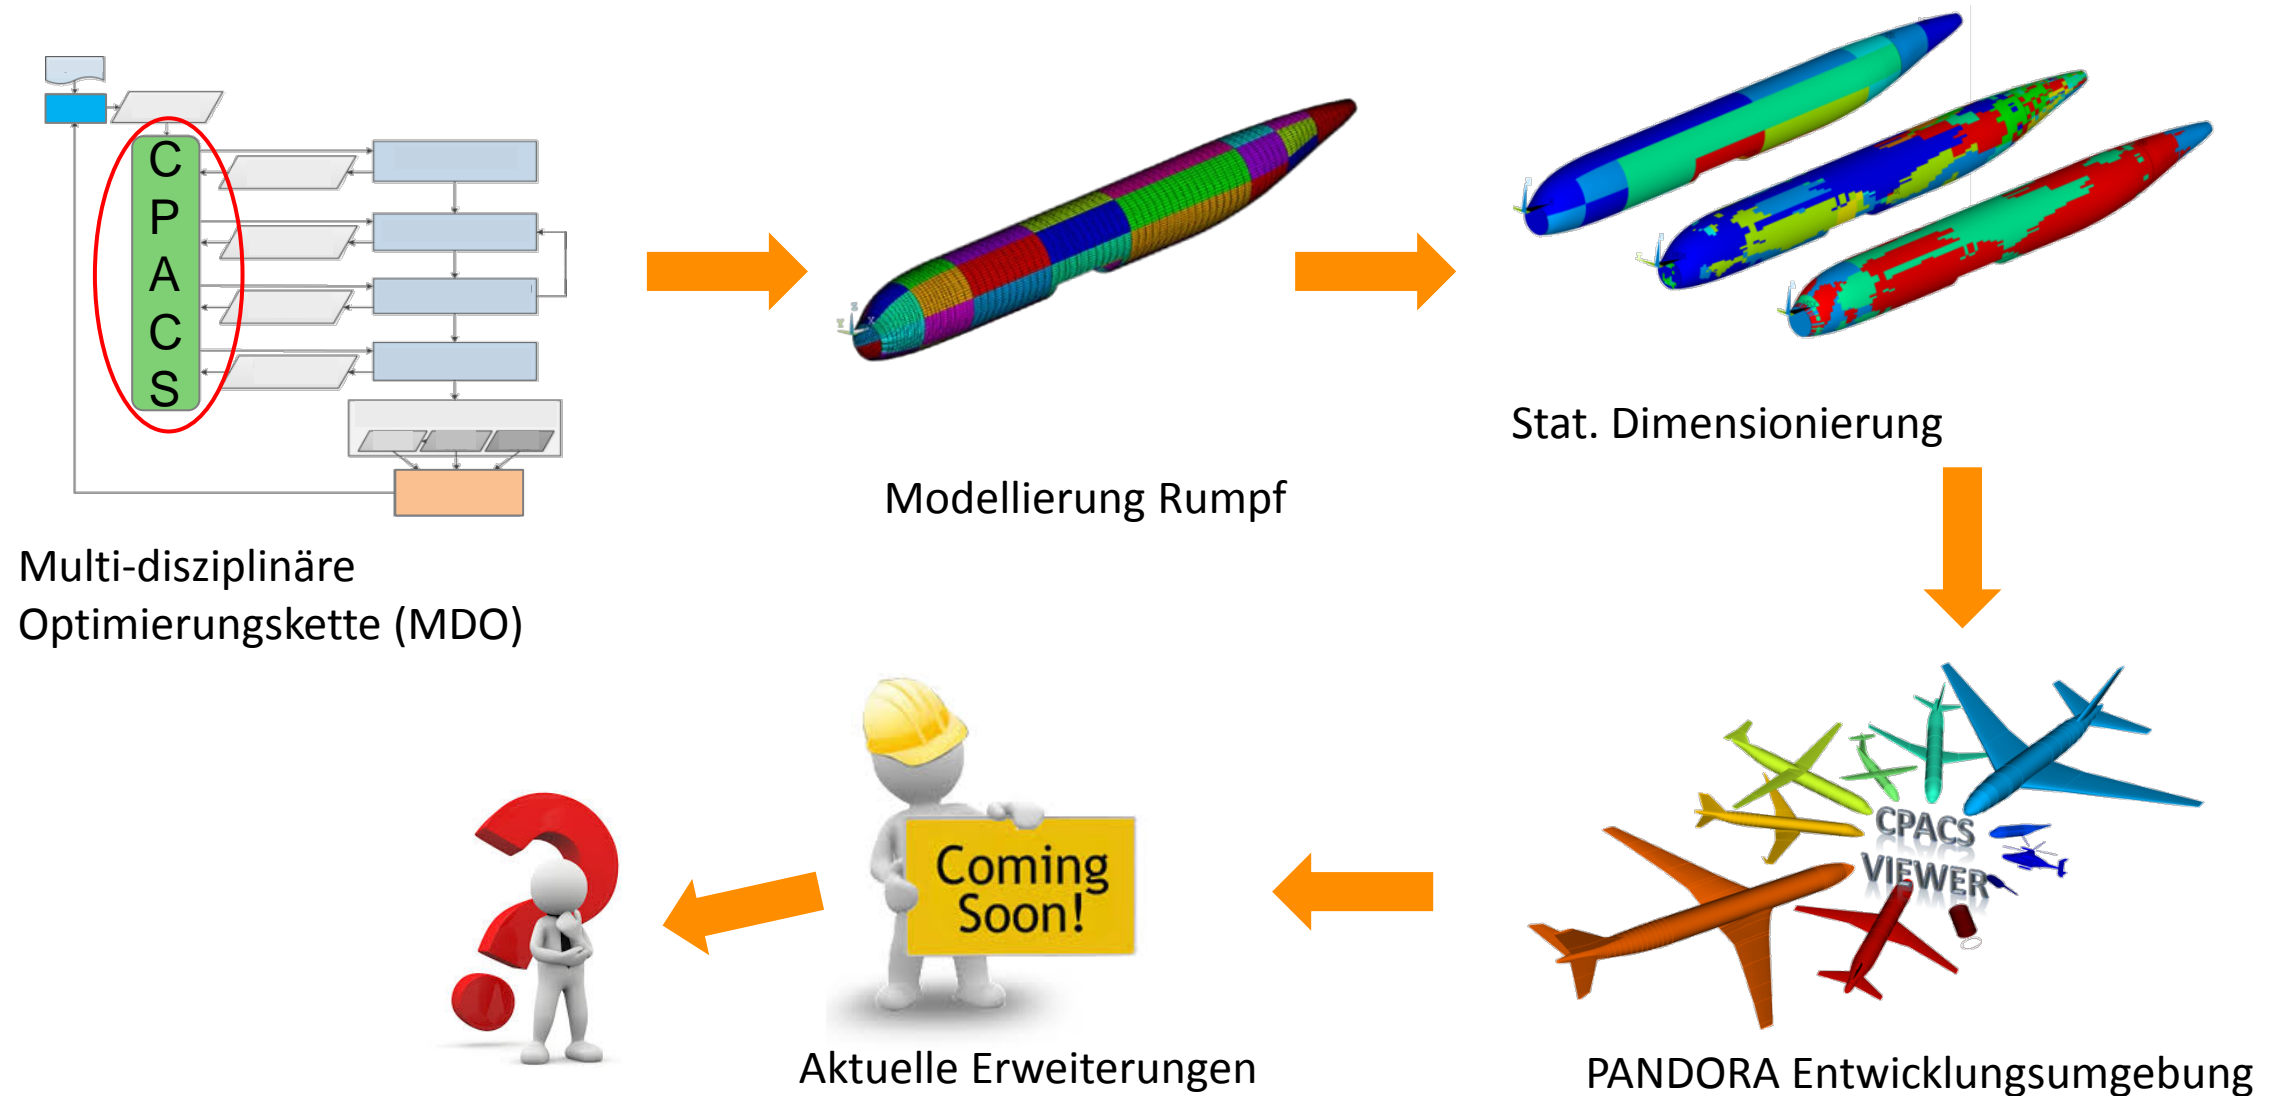 C
P
A
C
S
Multi-disziplinäre
Optimierungskette (MDO)
Modellierung Rumpf
Stat. Dimensionierung
CPACS
VIEWER
PANDORA Entwicklungsumgebung
Coming
Soon!
Aktuelle Erweiterungen